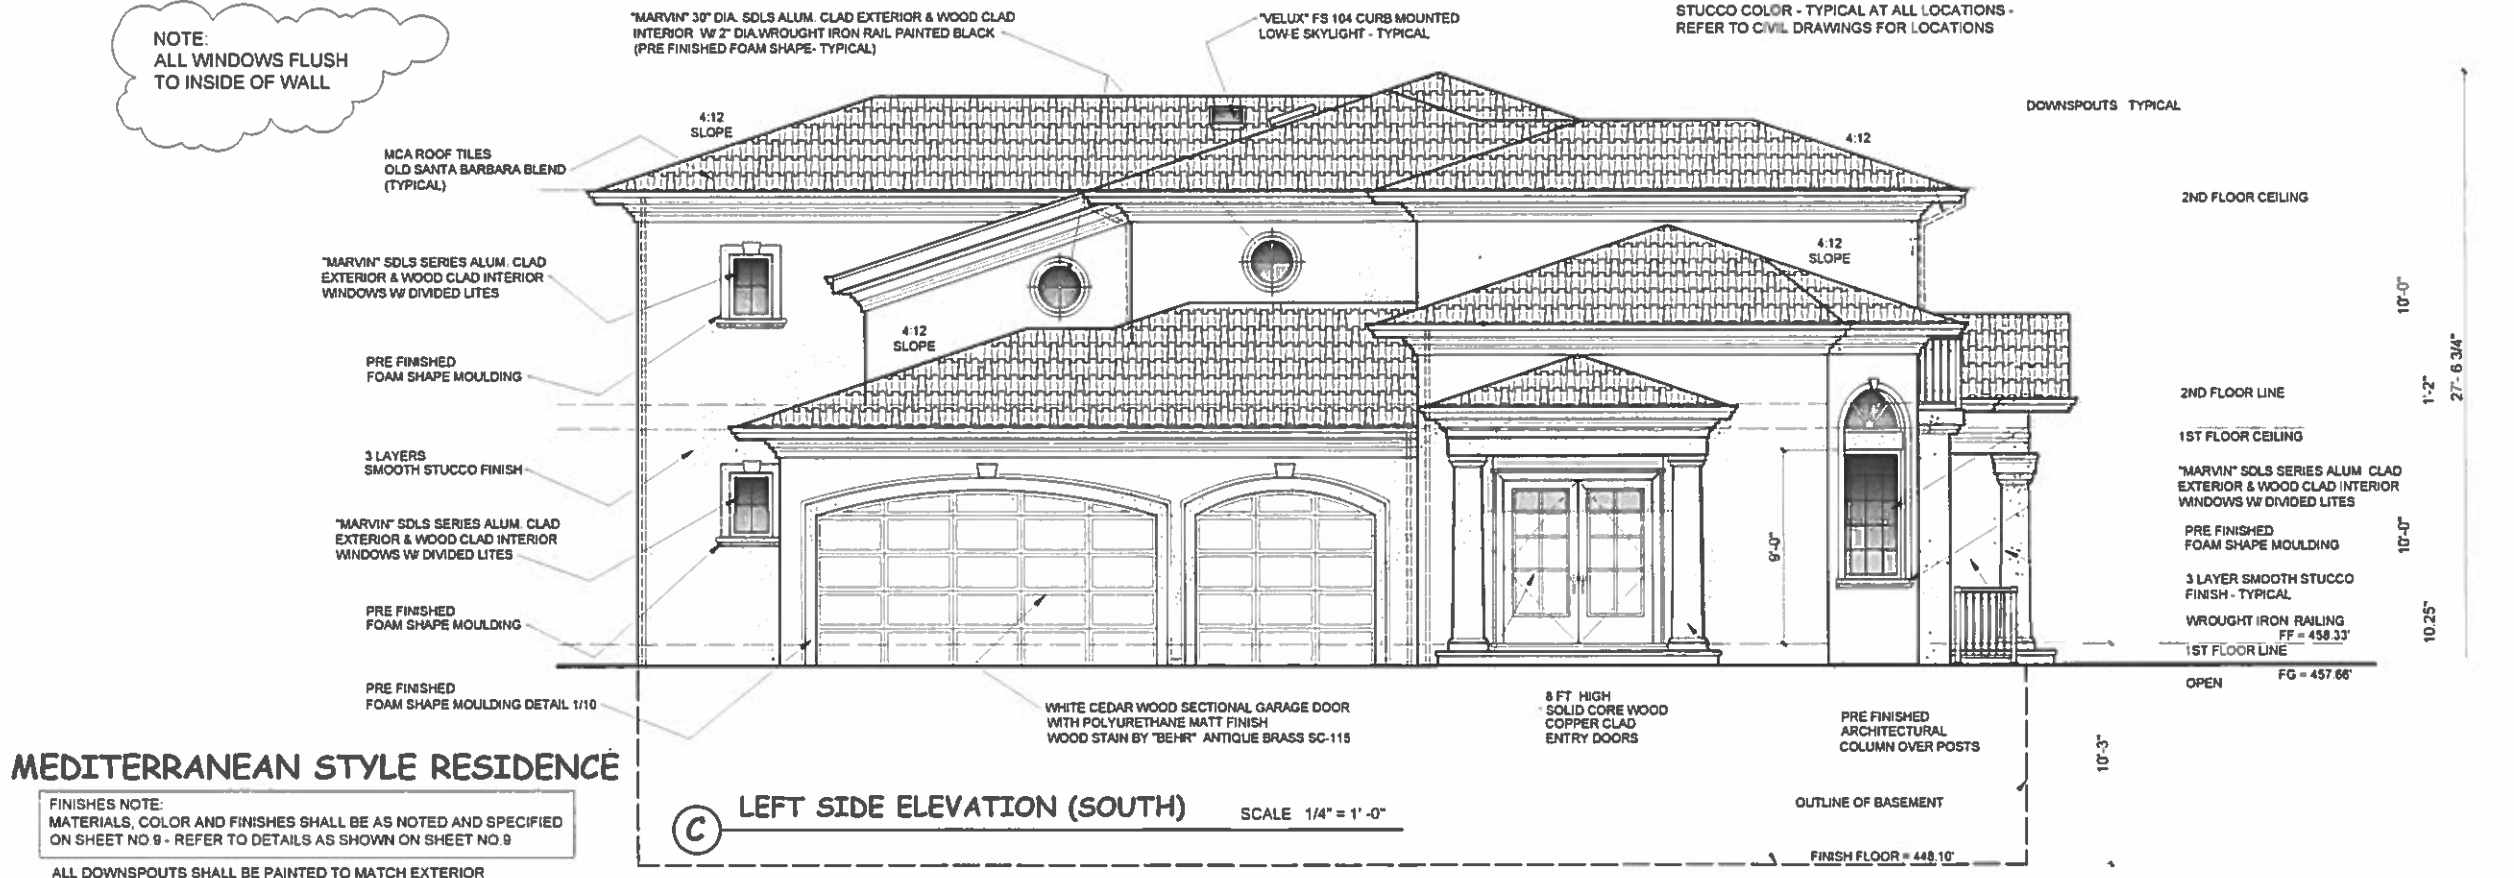 NOTE:
ALL WINDOWS FLUSH
TO INSIDE OF WALL
"MARVIN" 30" DIA. SDLS ALUM. CLAD EXTERIOR & WOOD CLAD
INTERIOR W/ 2" DIA.WROUGHT IRON RAIL PAINTED BLACK
(PRE FINISHED FOAM SHAPE- TYPICAL)
"VELUX" FS 104 CURB MOUNTED
LOW-E SKYLIGHT - TYPICAL
STUCCO COLOR - TYPICAL AT ALL LOCATIONS -
REFER TO CIVIL DRAWINGS FOR LOCATIONS
DOWNSPOUTS TYPICAL
4:12
SLOPE
4:12
MCA ROOF TILES
OLD SANTA BARBARA BLEND
(TYPICAL)
2ND FLOOR CEILING
4:12
SLOPE
"MARVIN" SDLS SERIES ALUM. CLAD
EXTERIOR & WOOD CLAD INTERIOR
WINDOWS W/ DIVIDED LITES
10'-0"
4:12
SLOPE
27'- 6 3/4"
PRE FINISHED
FOAM SHAPE MOULDING
2ND FLOOR LINE
1'-2"
1ST FLOOR CEILING
3 LAYERS
SMOOTH STUCCO FINISH
"MARVIN" SDLS SERIES ALUM CLAD
EXTERIOR & WOOD CLAD INTERIOR
WINDOWS W/ DIVIDED LITES
"MARVIN" SDLS SERIES ALUM. CLAD
EXTERIOR & WOOD CLAD INTERIOR
WINDOWS W/ DIVIDED LITES
9'-0"
PRE FINISHED
FOAM SHAPE MOULDING
10'-0"
3 LAYER SMOOTH STUCCO
FINISH - TYPICAL
PRE FINISHED
FOAM SHAPE MOULDING
WROUGHT IRON RAILING
FF = 458.33'
10.25"
1ST FLOOR LINE
FG = 457.66'
OPEN
PRE FINISHED
FOAM SHAPE MOULDING DETAIL 1/10
WHITE CEDAR WOOD SECTIONAL GARAGE DOOR
WITH POLYURETHANE MATT FINISH
WOOD STAIN BY "BEHR" ANTIQUE BRASS SC-115
8 FT HIGH
SOLID CORE WOOD
COPPER CLAD
ENTRY DOORS
PRE FINISHED
ARCHITECTURAL
COLUMN OVER POSTS
10'-3"
MEDITERRANEAN STYLE RESIDENCE
FINISHES NOTE:
MATERIALS, COLOR AND FINISHES SHALL BE AS NOTED AND SPECIFIED
ON SHEET NO.9 - REFER TO DETAILS AS SHOWN ON SHEET NO.9
ALL DOWNSPOUTS SHALL BE PAINTED TO MATCH EXTERIOR
C LEFT SIDE ELEVATION (SOUTH) SCALE 1/4" = 1'-0"
OUTLINE OF BASEMENT
FINISH FLOOR = 448.10'